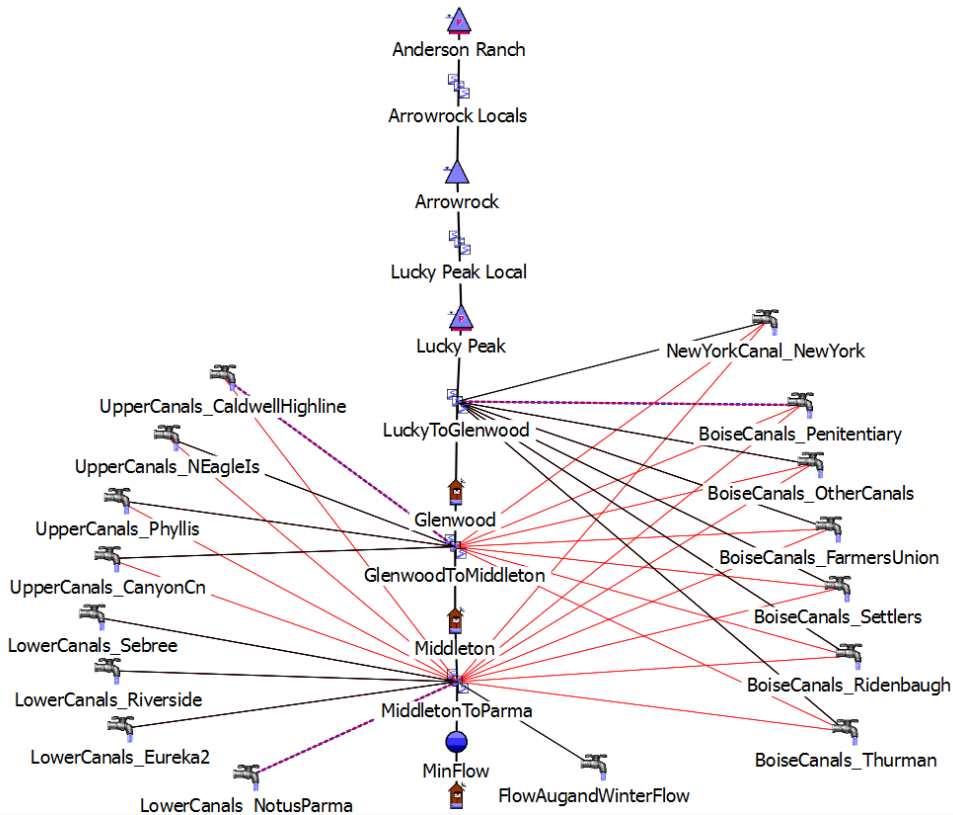 Anderson Ranch
Arrowrock Locals
Arrowrock
Lucky Peak Local
Lucky Peak
NewYorkCanal_NewYork
UpperCanals_CaldwellHighline
LuckyToGlenwood
BoiseCanals_Penitentiary
UpperCanals_NEagleIs
BoiseCanals_OtherCanals
Glenwood
UpperCanals_Phyllis
BoiseCanals_FarmersUnion
GlenwoodToMiddleton
UpperCanals_CanyonCn
BoiseCanals_Settlers
LowerCanals_Sebree
Middleton
BoiseCanals_Ridenbaugh
LowerCanals_Riverside
MiddletonToParma
LowerCanals_Eureka2
BoiseCanals_Thurman
MinFlow
FlowAugandWinterFlow
LowerCanals_NotusParma